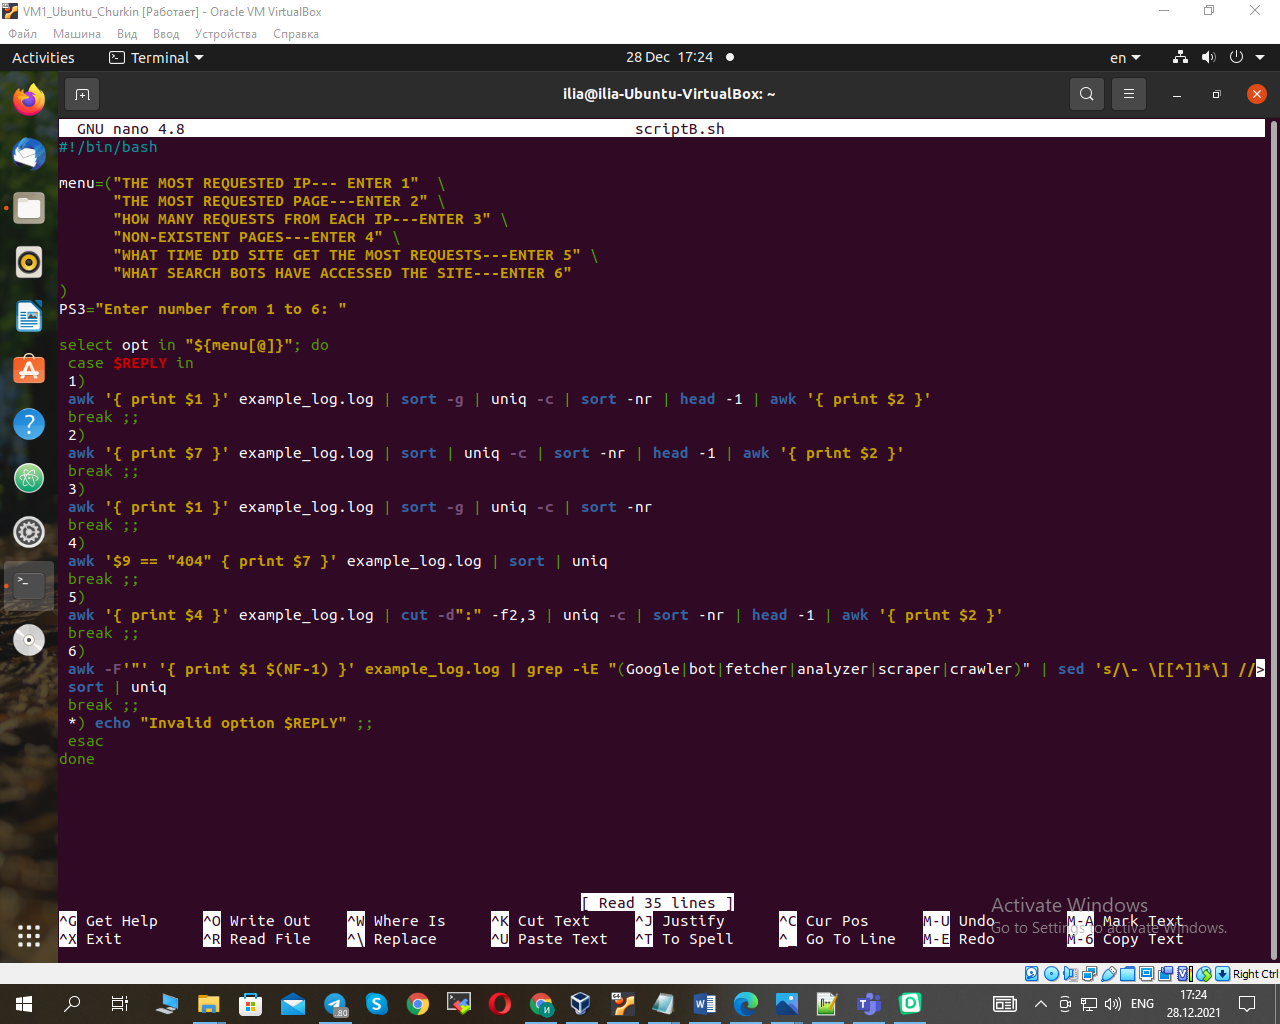 VM1_Ubuntu_Churkin [Работает] - Oracle VM VirtualBox
Файл Машина Вид Ввод Устройства Справка
Activities Terminal 28 Dec 17:24 en
ilia@ilia-Ubuntu-VirtualBox: ~
GNU nano 4.8 scriptB.sh
#!/bin/bash
menu=("THE MOST REQUESTED IP--- ENTER 1"  \
      "THE MOST REQUESTED PAGE---ENTER 2" \
      "HOW MANY REQUESTS FROM EACH IP---ENTER 3" \
      "NON-EXISTENT PAGES---ENTER 4" \
      "WHAT TIME DID SITE GET THE MOST REQUESTS---ENTER 5" \
      "WHAT SEARCH BOTS HAVE ACCESSED THE SITE---ENTER 6"
)
PS3="Enter number from 1 to 6: "
select opt in "${menu[@]}"; do
 case $REPLY in
 1)
 awk '{ print $1 }' example_log.log | sort -g | uniq -c | sort -nr | head -1 | awk '{ print $2 }'
 break ;;
 2)
 awk '{ print $7 }' example_log.log | sort | uniq -c | sort -nr | head -1 | awk '{ print $2 }'
 break ;;
 3)
 awk '{ print $1 }' example_log.log | sort -g | uniq -c | sort -nr
 break ;;
 4)
 awk '$9 == "404" { print $7 }' example_log.log | sort | uniq
 break ;;
 5)
 awk '{ print $4 }' example_log.log | cut -d":" -f2,3 | uniq -c | sort -nr | head -1 | awk '{ print $2 }'
 break ;;
 6)
 awk -F'"' '{ print $1 $(NF-1) }' example_log.log | grep -iE "(Google|bot|fetcher|analyzer|scraper|crawler)" | sed 's/\- \[[^]]*\] //>
 sort | uniq
 break ;;
 *) echo "Invalid option $REPLY" ;;
 esac
done
[ Read 35 lines ]
^G Get Help ^O Write Out ^W Where Is ^K Cut Text ^J Justify ^C Cur Pos M-U Undo M-A Mark Text
^X Exit ^R Read File ^\ Replace ^U Paste Text ^T To Spell ^_ Go To Line M-E Redo M-6 Copy Text
Activate Windows
Go to Settings to activate Windows.
Right Ctrl
.80
ENG 17:24
28.12.2021